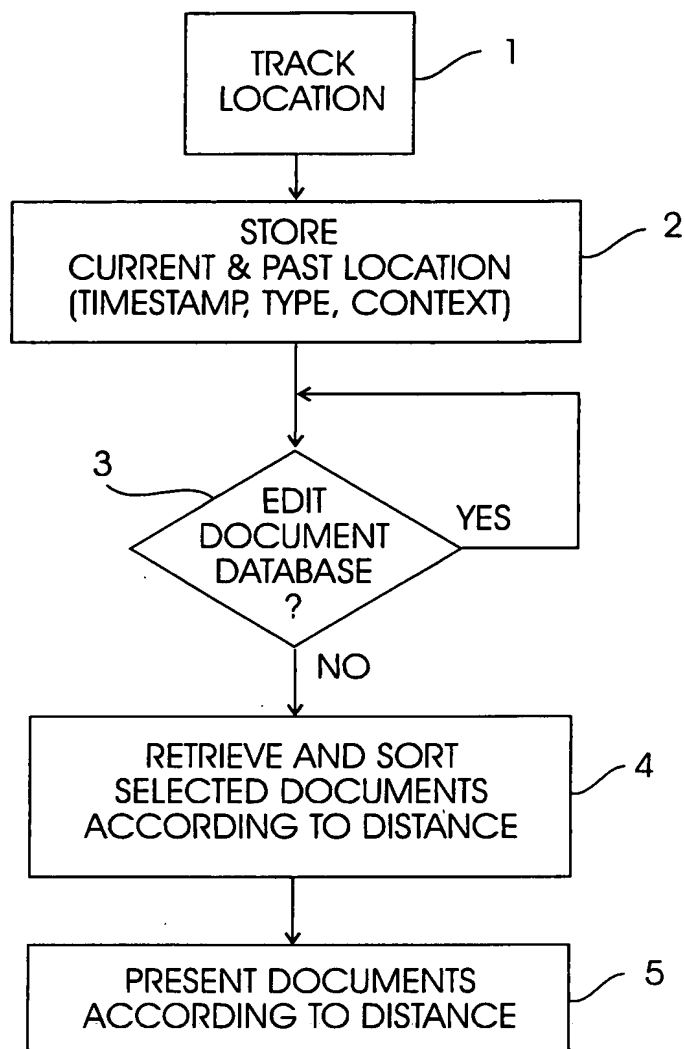 TRACK
LOCATION
1
STORE
CURRENT & PAST LOCATION
(TIMESTAMP, TYPE, CONTEXT)
2
3
EDIT
DOCUMENT
DATABASE
?
YES
NO
RETRIEVE AND SORT
SELECTED DOCUMENTS
ACCORDING TO DISTANCE
4
PRESENT DOCUMENTS
ACCORDING TO DISTANCE
5